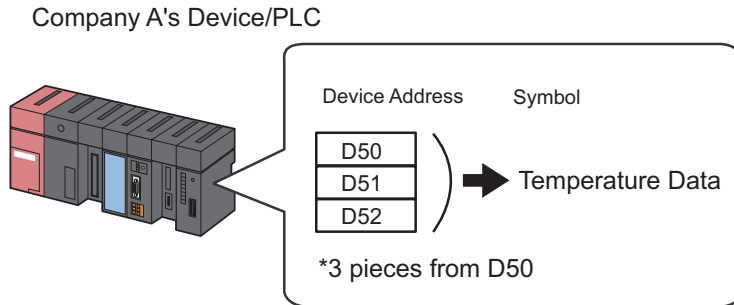 Company A's Device/PLC
Device Address Symbol
D50
D51
D52
Temperature Data
*3 pieces from D50